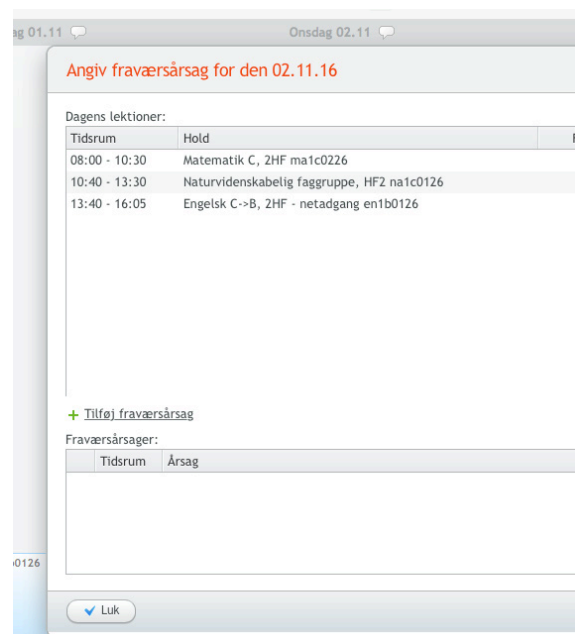 ag 01.11
Onsdag 02.11
Angiv fraværsårsag for den 02.11.16
Dagens lektioner:
Tidsrum Hold
08:00 - 10:30 Matematik C, 2HF ma1c0226
10:40 - 13:30 Naturvidenskabelig faggruppe, HF2 na1c0126
13:40 - 16:05 Engelsk C->B, 2HF - netadgang en1b0126
+ Tilføj fraværsårsag
Fraværsårsager:
Tidsrum Årsag
0126
Luk